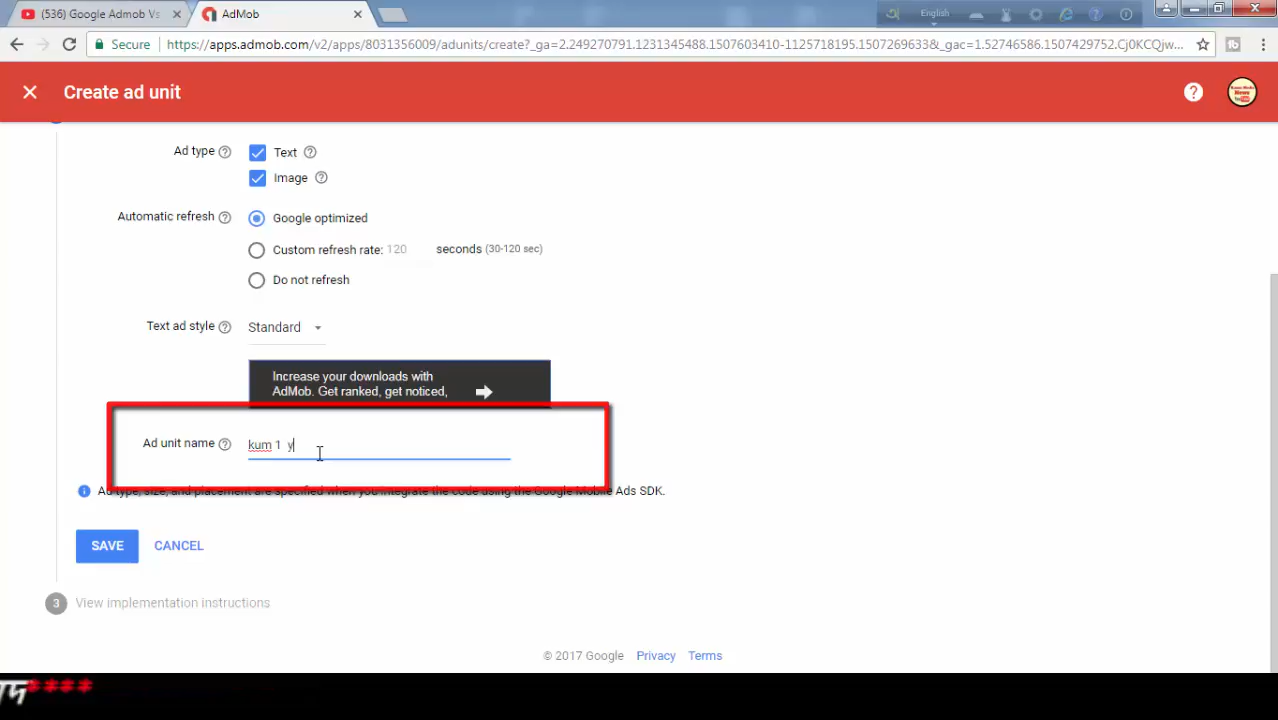 (536) Google Admob Vs
AdMob
English
Secure https://apps.admob.com/v2/apps/8031356009/adunits/create?_ga=2.249270791.1231345488.1507603410-1125718195.1507269633&_gac=1.52746586.1507429752.Cj0KCQjw...
Create ad unit
Ad type
Text
Image
Automatic refresh
Google optimized
Custom refresh rate: 120 seconds (30-120 sec)
Do not refresh
Text ad style Standard
Increase your downloads with
AdMob. Get ranked, get noticed,
Ad unit name kum 1 y
Ad type, size, and placement are specified when you integrate the code using the Google Mobile Ads SDK.
SAVE CANCEL
3 View implementation instructions
© 2017 Google Privacy Terms